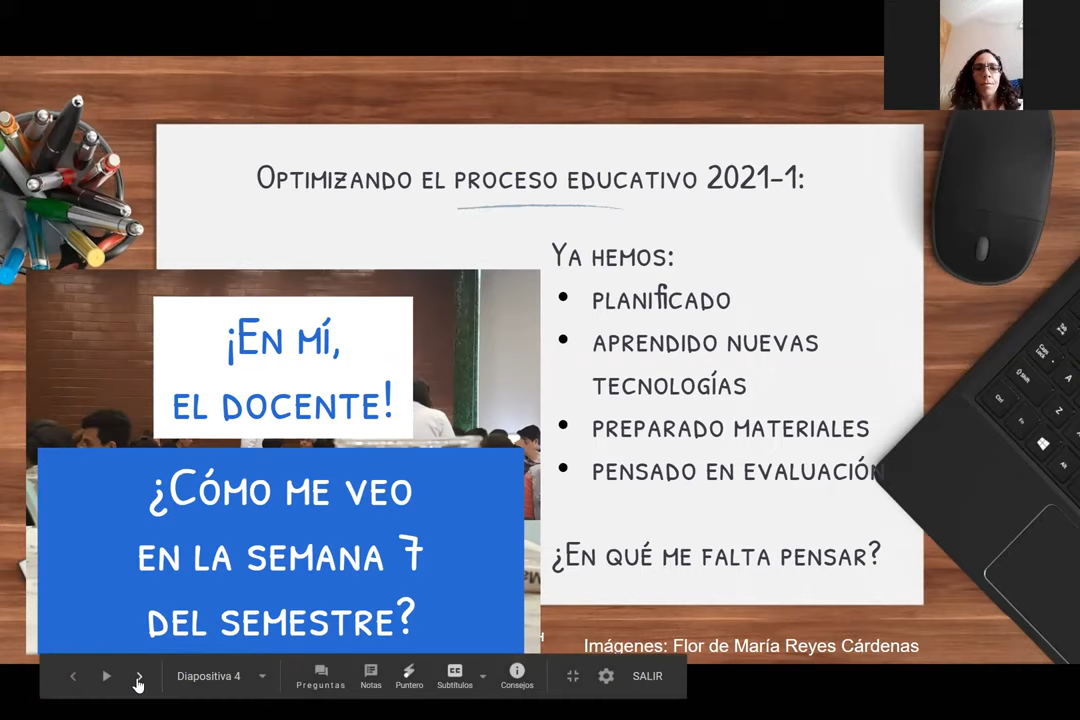 Optimizando el proceso educativo 2021-1:
Ya hemos:
• planificado
• aprendido nuevas
tecnologías
• preparado materiales
• pensado en evaluación
¿En qué me falta pensar?
¡En mí,
el docente!
¿Cómo me veo
en la semana 7
del semestre?
Imágenes: Flor de María Reyes Cárdenas
Diapositiva 4
Preguntas
Notas
Puntero
Subtítulos
Consejos
SALIR